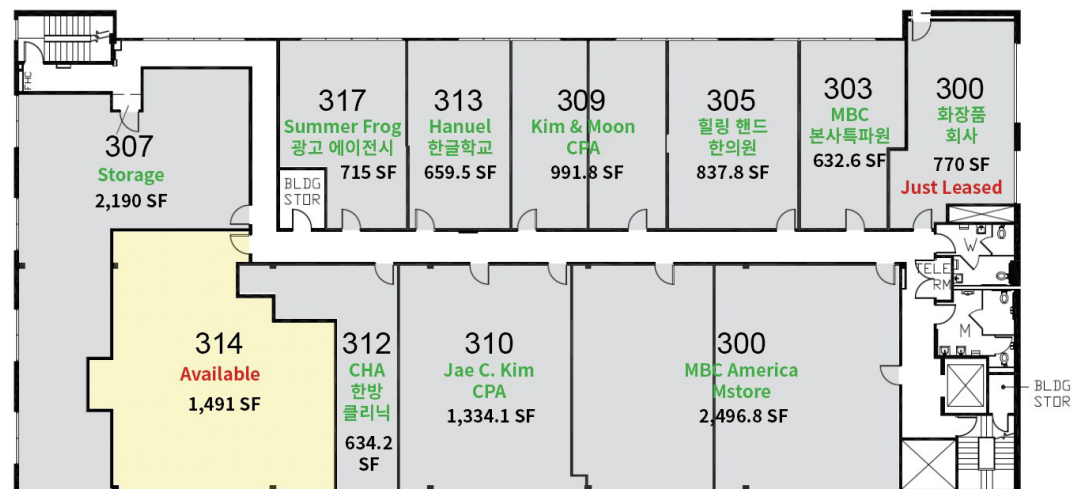 FHC
307
Storage
2,190 SF
317
Summer Frog
광고 에이전시
715 SF
BLDG
STOR
313
Hanuel
한글학교
659.5 SF
309
Kim & Moon
CPA
991.8 SF
305
힐링 핸드
한의원
837.8 SF
303
MBC
본사특파원
632.6 SF
300
화장품
회사
770 SF
Just Leased
W
TELE
RM
M
314
Available
1,491 SF
312
CHA
한방
클리닉
634.2
SF
310
Jae C. Kim
CPA
1,334.1 SF
300
MBC America
Mstore
2,496.8 SF
BLDG
STOR